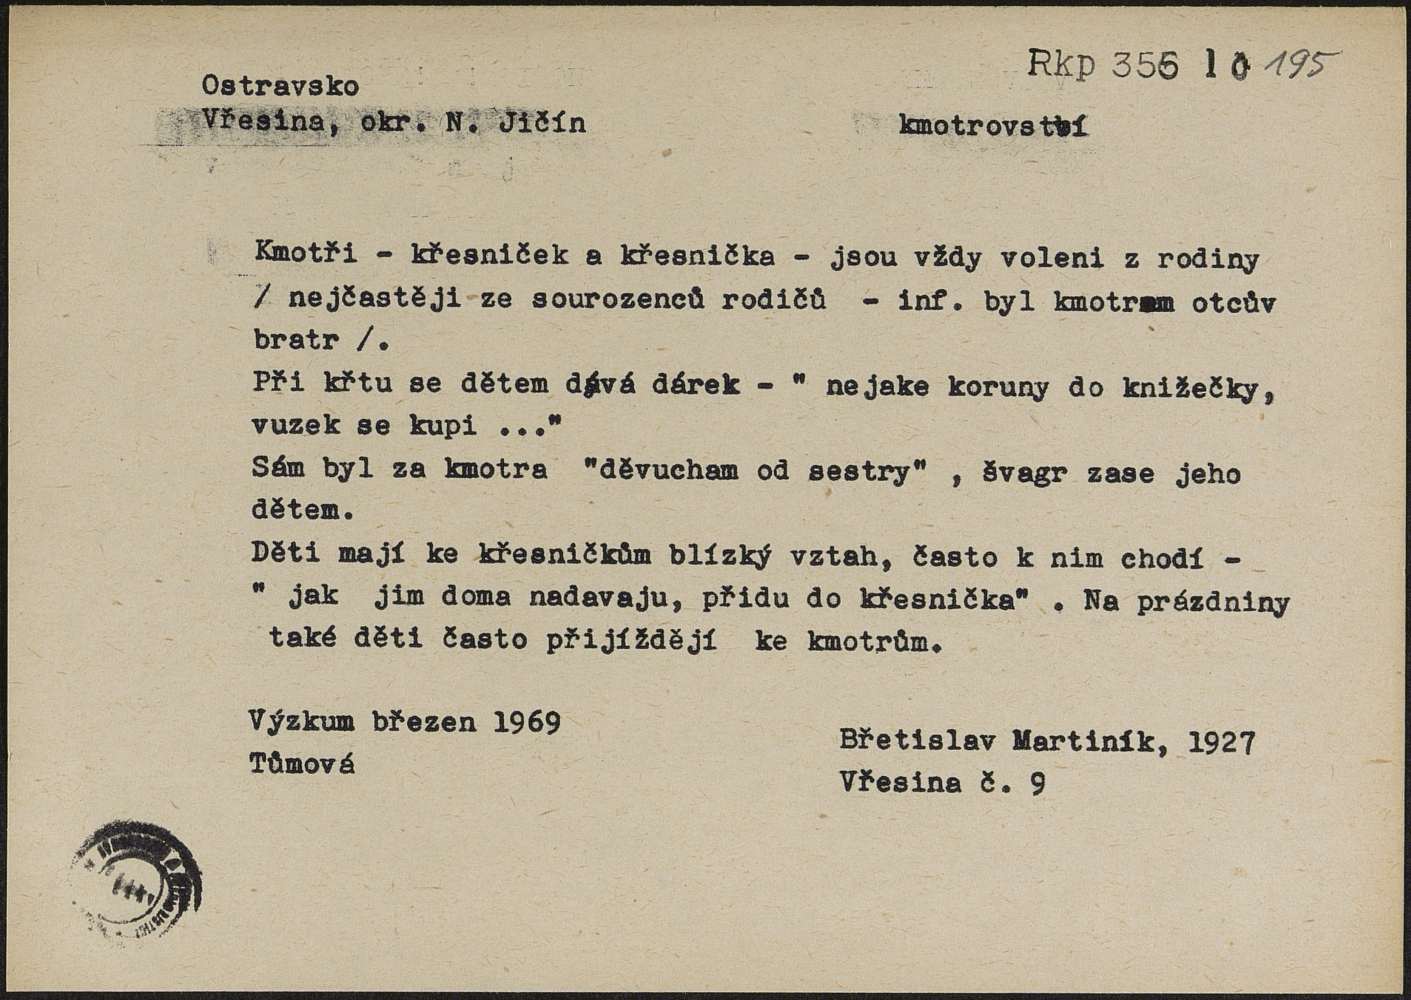 Rkp 356 10 195
Ostravsko
Vřesina, okr. N. Jičín
kmotrovství
Kmotři - křesniček a křesnička - jsou vždy voleni z rodiny
/ nejčastěji ze sourozenců rodičů - inf. byl kmotrem otcův
bratr /.
Při křtu se dětem dává dárek - " nejake koruny do knižečky,
vuzek se kupi ..."
Sám byl za kmotra "děvucham od sestry" , švagr zase jeho
dětem.
Děti mají ke křesničkům blízký vztah, často k nim chodí -
" jak jim doma nadavaju, přidu do křesnička" . Na prázdniny
také děti často přijíždějí ke kmotrům.
Výzkum březen 1969
Tůmová
Břetislav Martiník, 1927
Vřesina č. 9